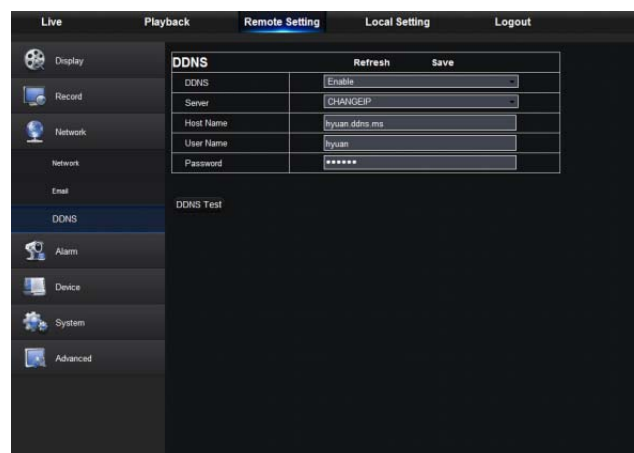 Live Playback Remote Setting Local Setting Logout
Display
Record
Network
Network
Email
DDNS
Alarm
Device
System
Advanced
DDNS Refresh Save
DDNS Enable
Server CHANGEIP
Host Name hyuan.ddns.ms
User Name hyuan
Password ••••••
DDNS Test